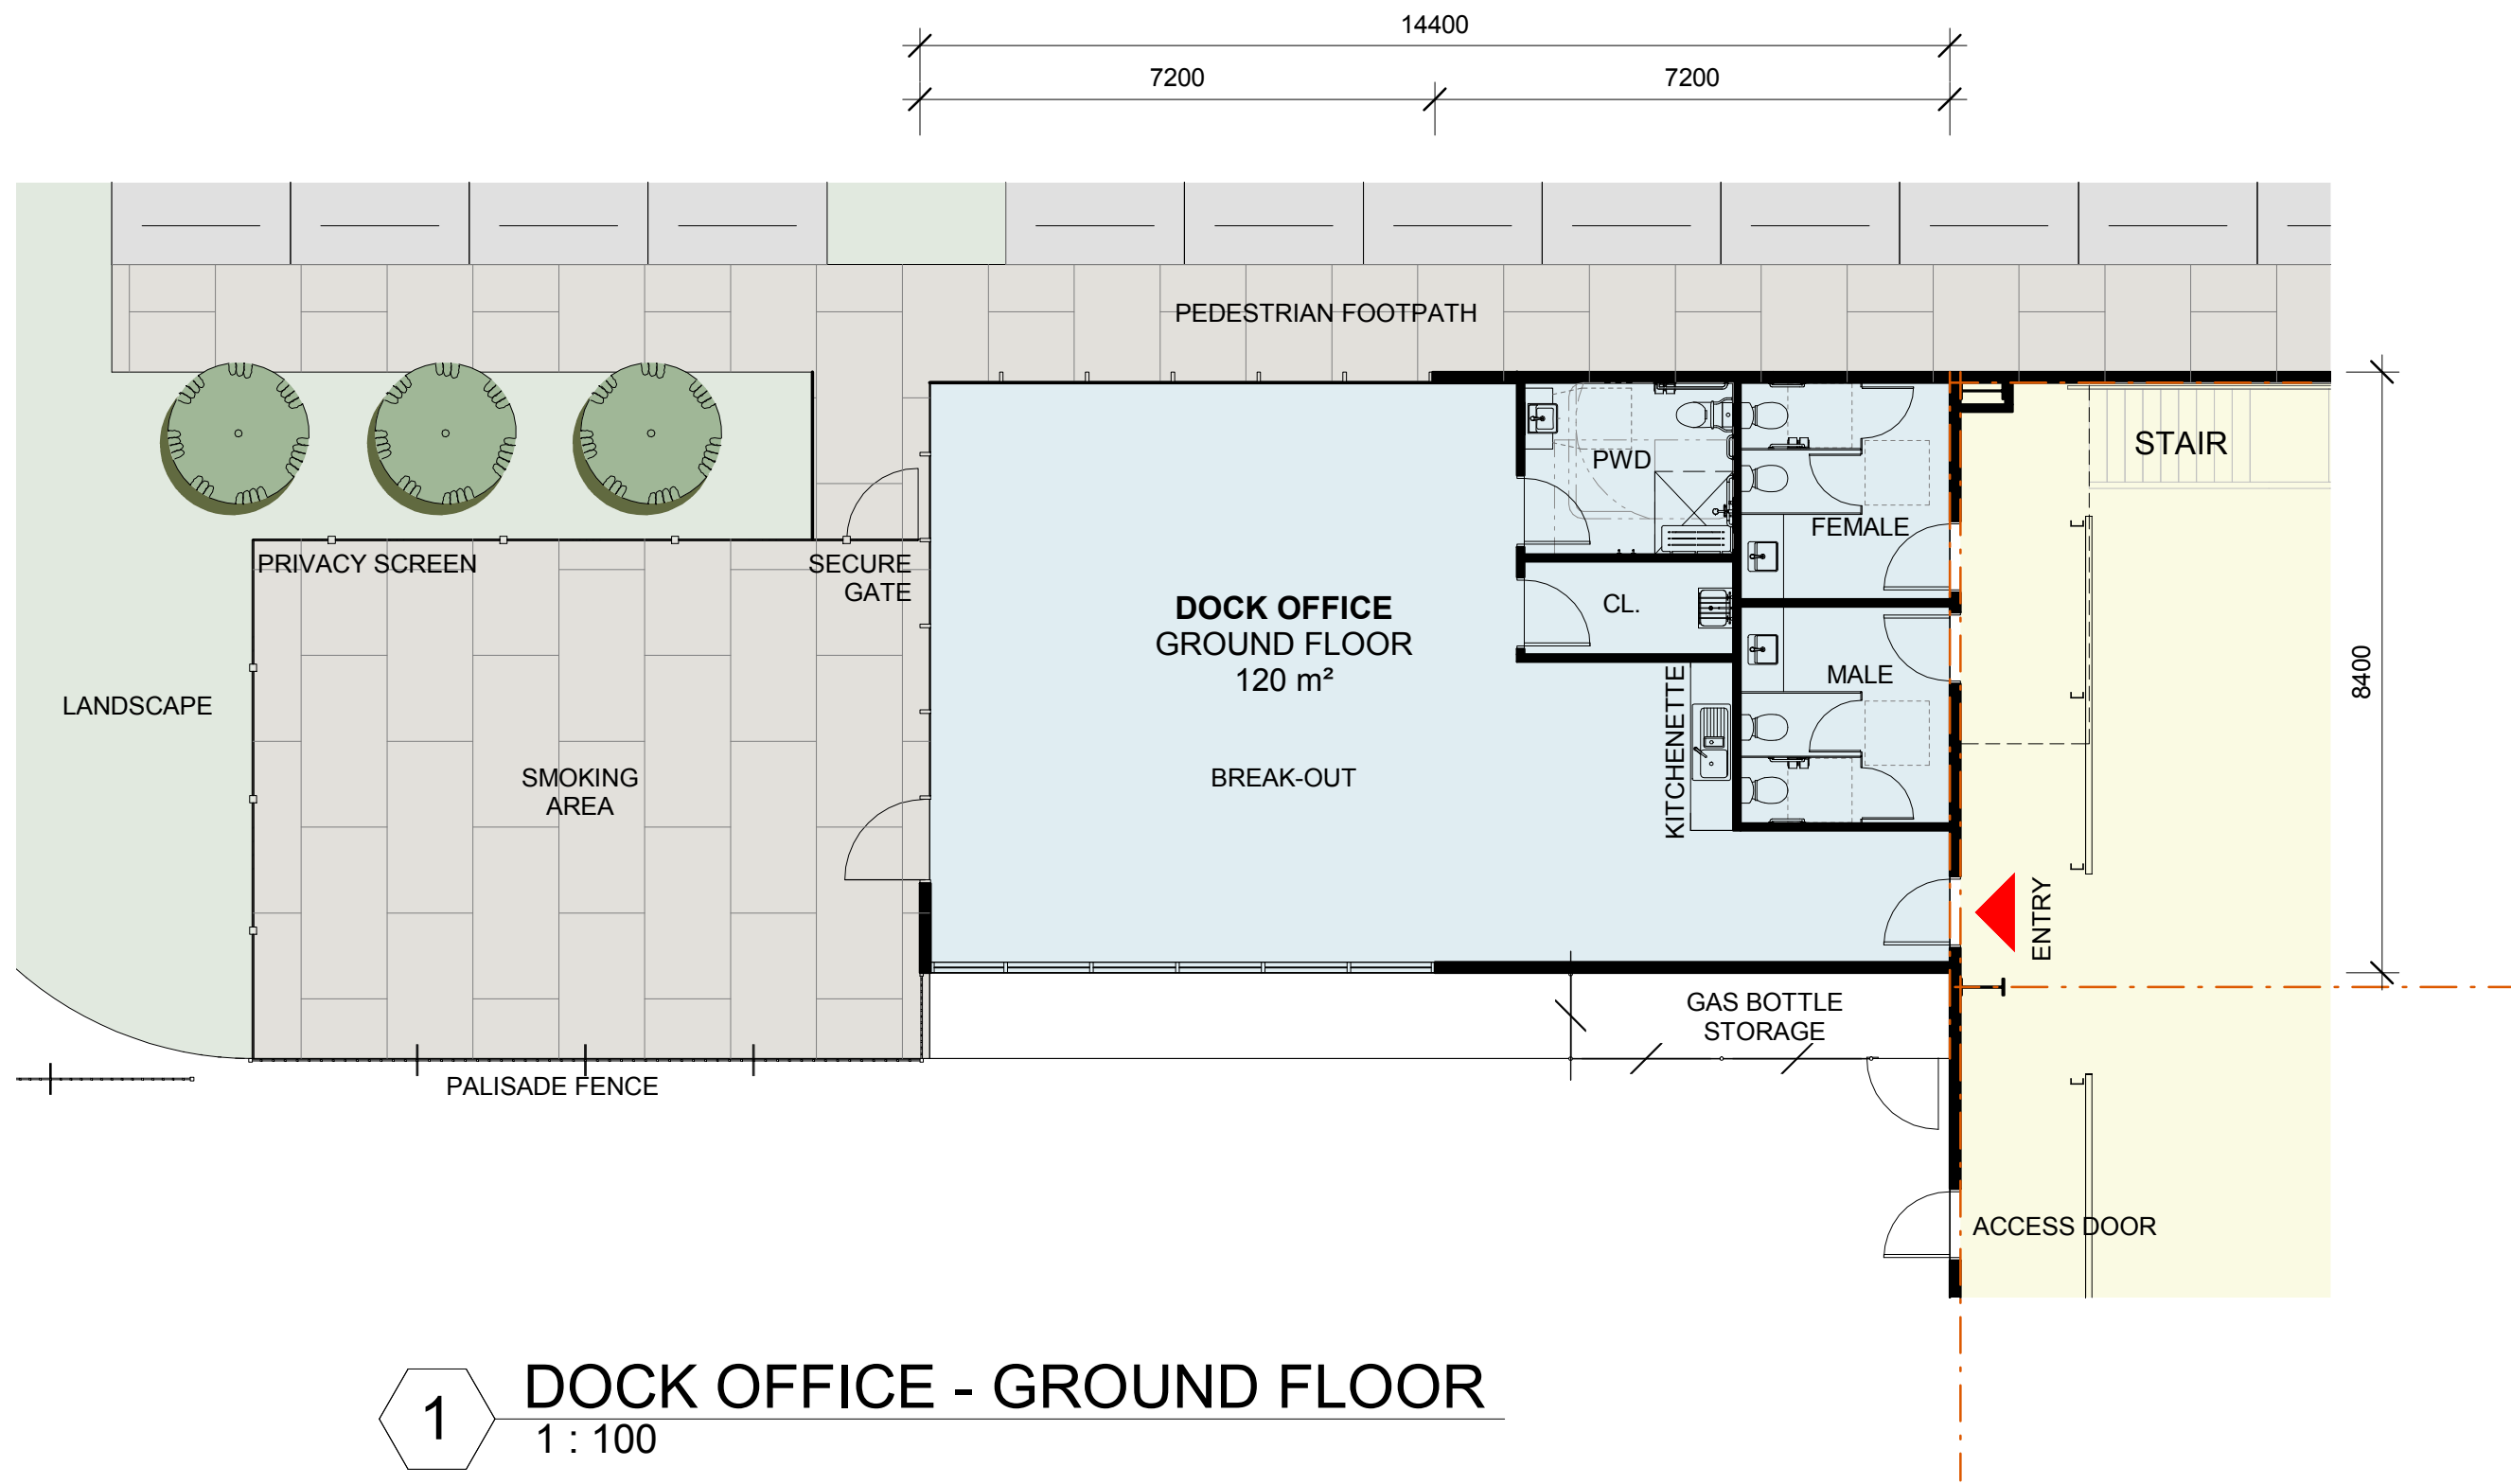 14400
7200
7200
PEDESTRIAN FOOTPATH
STAIR
PWD
FEMALE
PRIVACY SCREEN
SECURE
GATE
DOCK OFFICE
GROUND FLOOR
120 m²
CL.
MALE
8400
LANDSCAPE
KITCHENETTE
SMOKING
AREA
BREAK-OUT
ENTRY
GAS BOTTLE
STORAGE
PALISADE FENCE
ACCESS DOOR
1
DOCK OFFICE - GROUND FLOOR
1 : 100